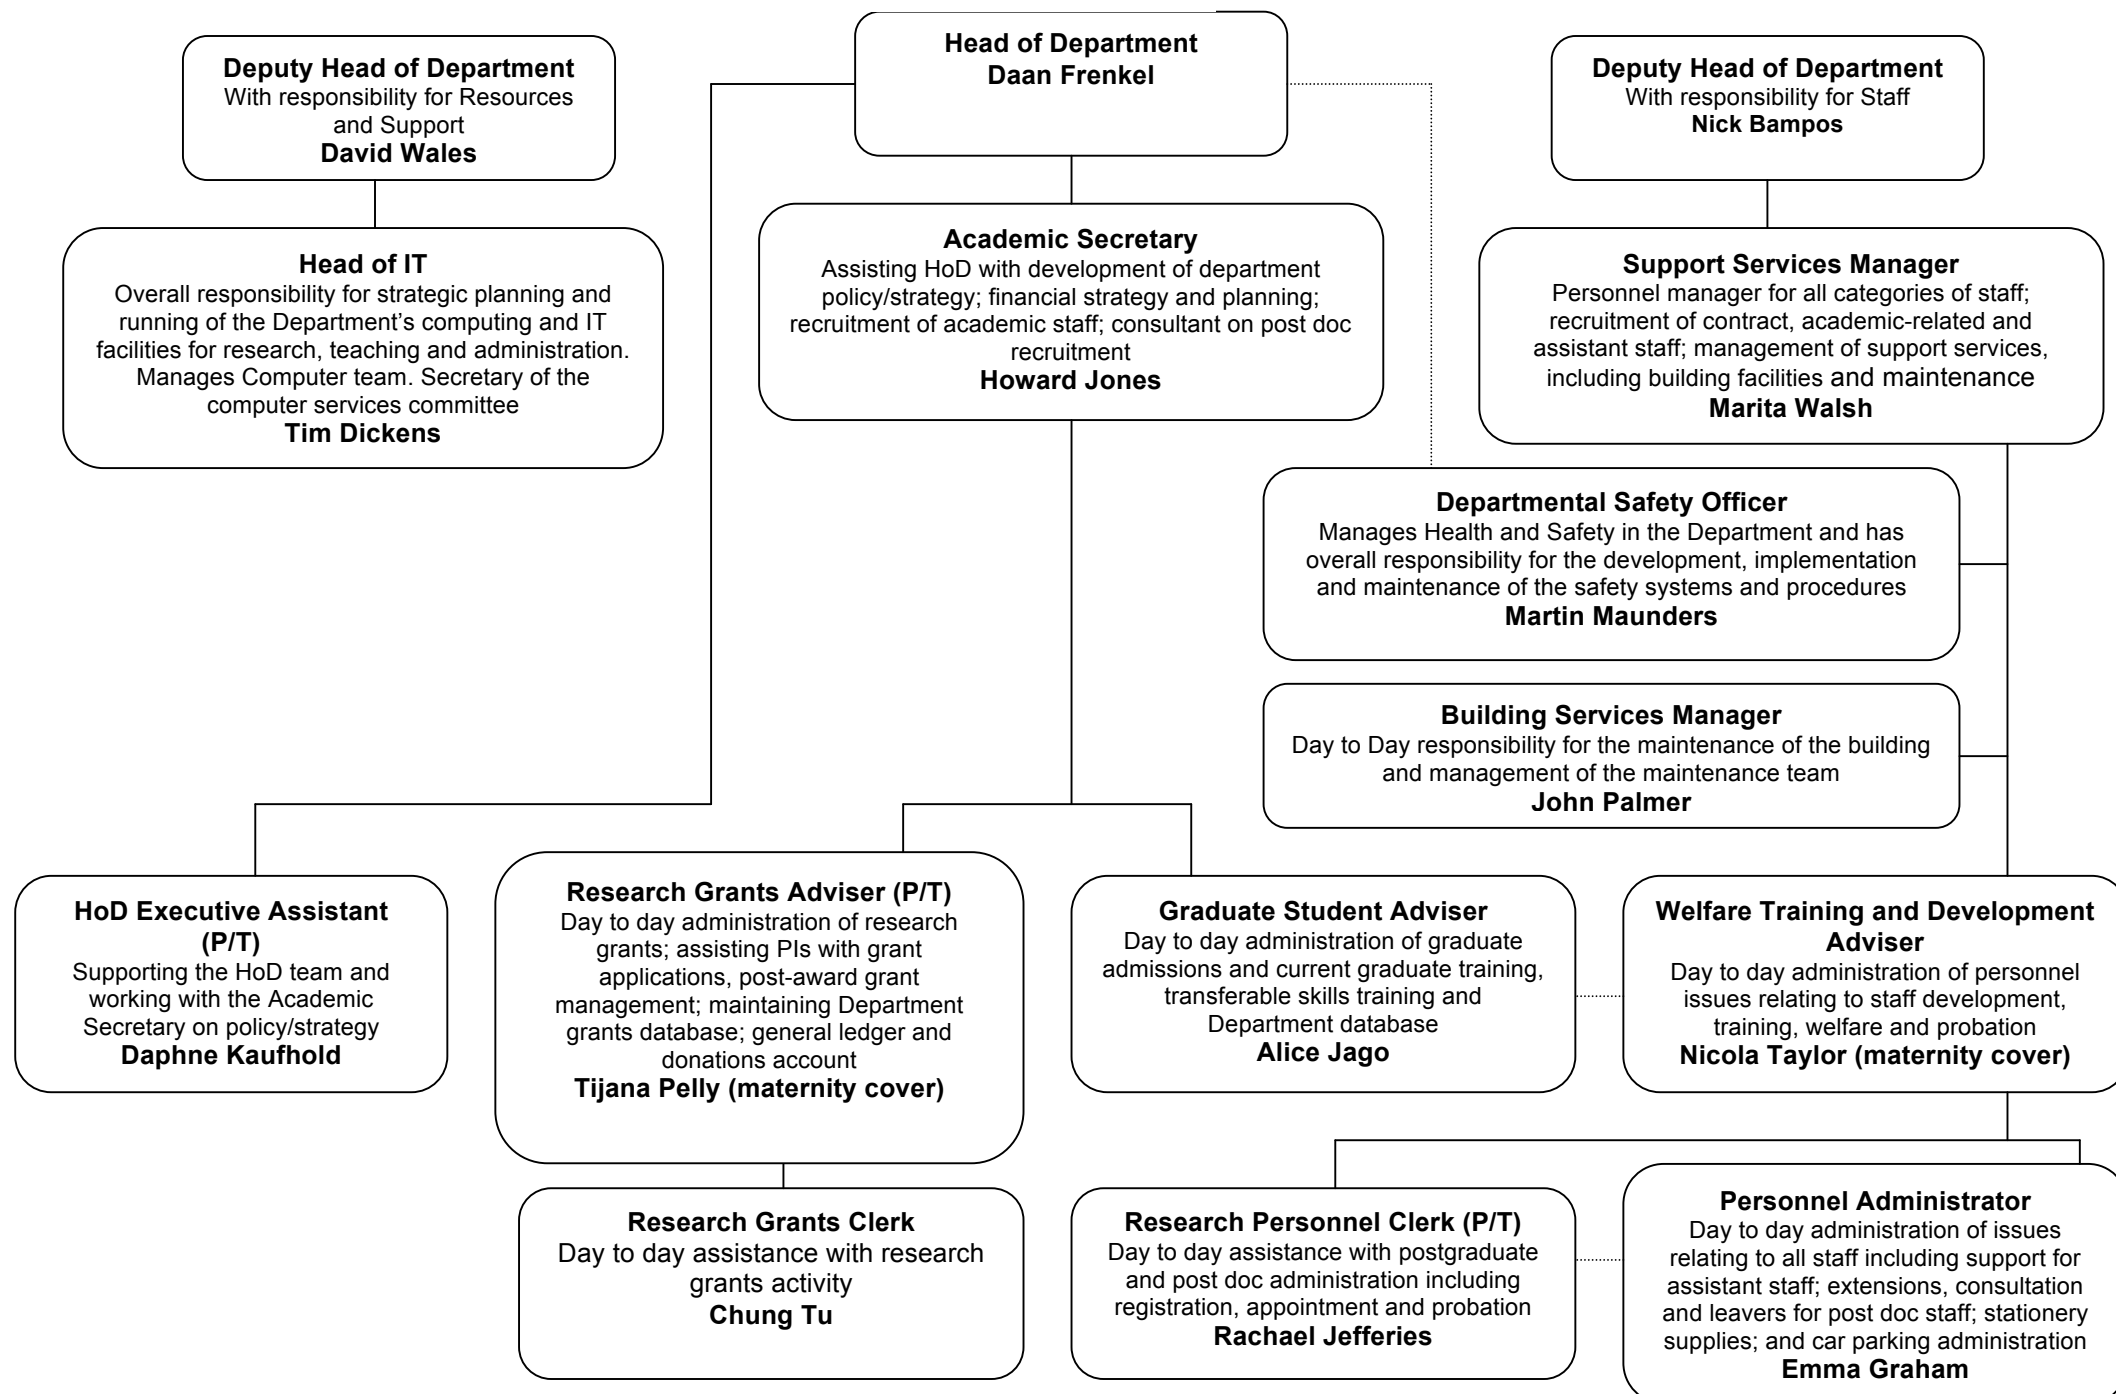 Head of Department
Daan Frenkel
Deputy Head of Department
With responsibility for Resources
and Support
David Wales
Deputy Head of Department
With responsibility for Staff
Nick Bampos
Head of IT
Overall responsibility for strategic planning and
running of the Department’s computing and IT
facilities for research, teaching and administration.
Manages Computer team. Secretary of the
computer services committee
Tim Dickens
Academic Secretary
Assisting HoD with development of department
policy/strategy; financial strategy and planning;
recruitment of academic staff; consultant on post doc
recruitment
Howard Jones
Support Services Manager
Personnel manager for all categories of staff;
recruitment of contract, academic-related and
assistant staff; management of support services,
including building facilities and maintenance
Marita Walsh
Departmental Safety Officer
Manages Health and Safety in the Department and has
overall responsibility for the development, implementation
and maintenance of the safety systems and procedures
Martin Maunders
Building Services Manager
Day to Day responsibility for the maintenance of the building
and management of the maintenance team
John Palmer
HoD Executive Assistant
(P/T)
Supporting the HoD team and
working with the Academic
Secretary on policy/strategy
Daphne Kaufhold
Research Grants Adviser (P/T)
Day to day administration of research
grants; assisting PIs with grant
applications, post-award grant
management; maintaining Department
grants database; general ledger and
donations account
Tijana Pelly (maternity cover)
Graduate Student Adviser
Day to day administration of graduate
admissions and current graduate training,
transferable skills training and
Department database
Alice Jago
Welfare Training and Development
Adviser
Day to day administration of personnel
issues relating to staff development,
training, welfare and probation
Nicola Taylor (maternity cover)
Research Grants Clerk
Day to day assistance with research
grants activity
Chung Tu
Research Personnel Clerk (P/T)
Day to day assistance with postgraduate
and post doc administration including
registration, appointment and probation
Rachael Jefferies
Personnel Administrator
Day to day administration of issues
relating to all staff including support for
assistant staff; extensions, consultation
and leavers for post doc staff; stationery
supplies; and car parking administration
Emma Graham